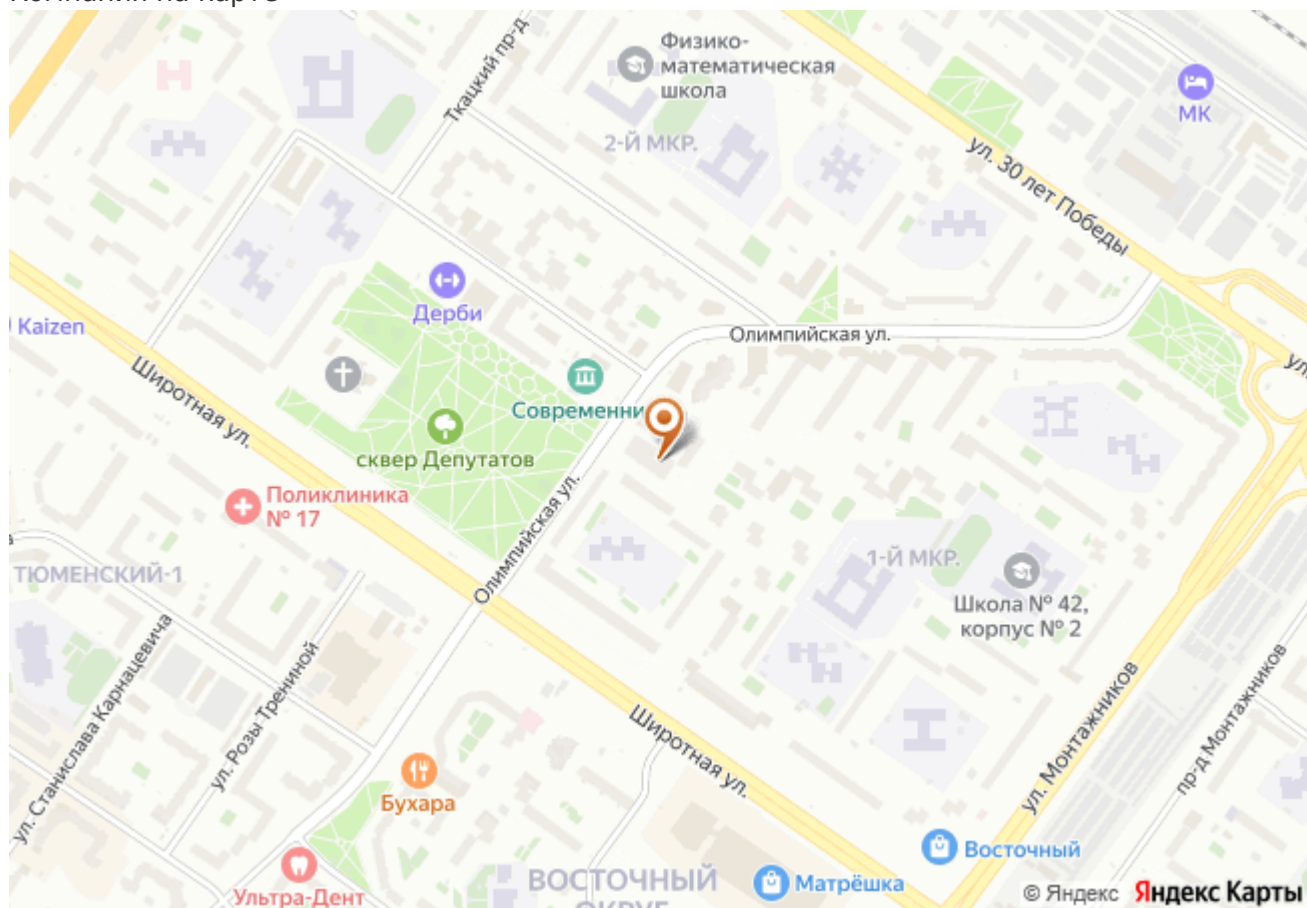 Ткацкий пр-д
Физико-
математическая
школа
МК
2-Й МКР.
ул. 30 лет Победы
Дерби
Kaizen
Олимпийская ул.
ул.
Широтная ул.
Современни
сквер Депутатов
Поликлиника
№ 17
Олимпийская ул.
ТЮМЕНСКИЙ-1
1-Й МКР.
Школа № 42,
корпус № 2
ул. Станислава Карнацевича
ул. Розы Трениной
Широтная ул.
ул. Монтажников
пр-д Монтажников
Бухара
Восточный
Ультра-Дент
ВОСТОЧНЫЙ
Матрёшка
© Яндекс Яндекс Карты